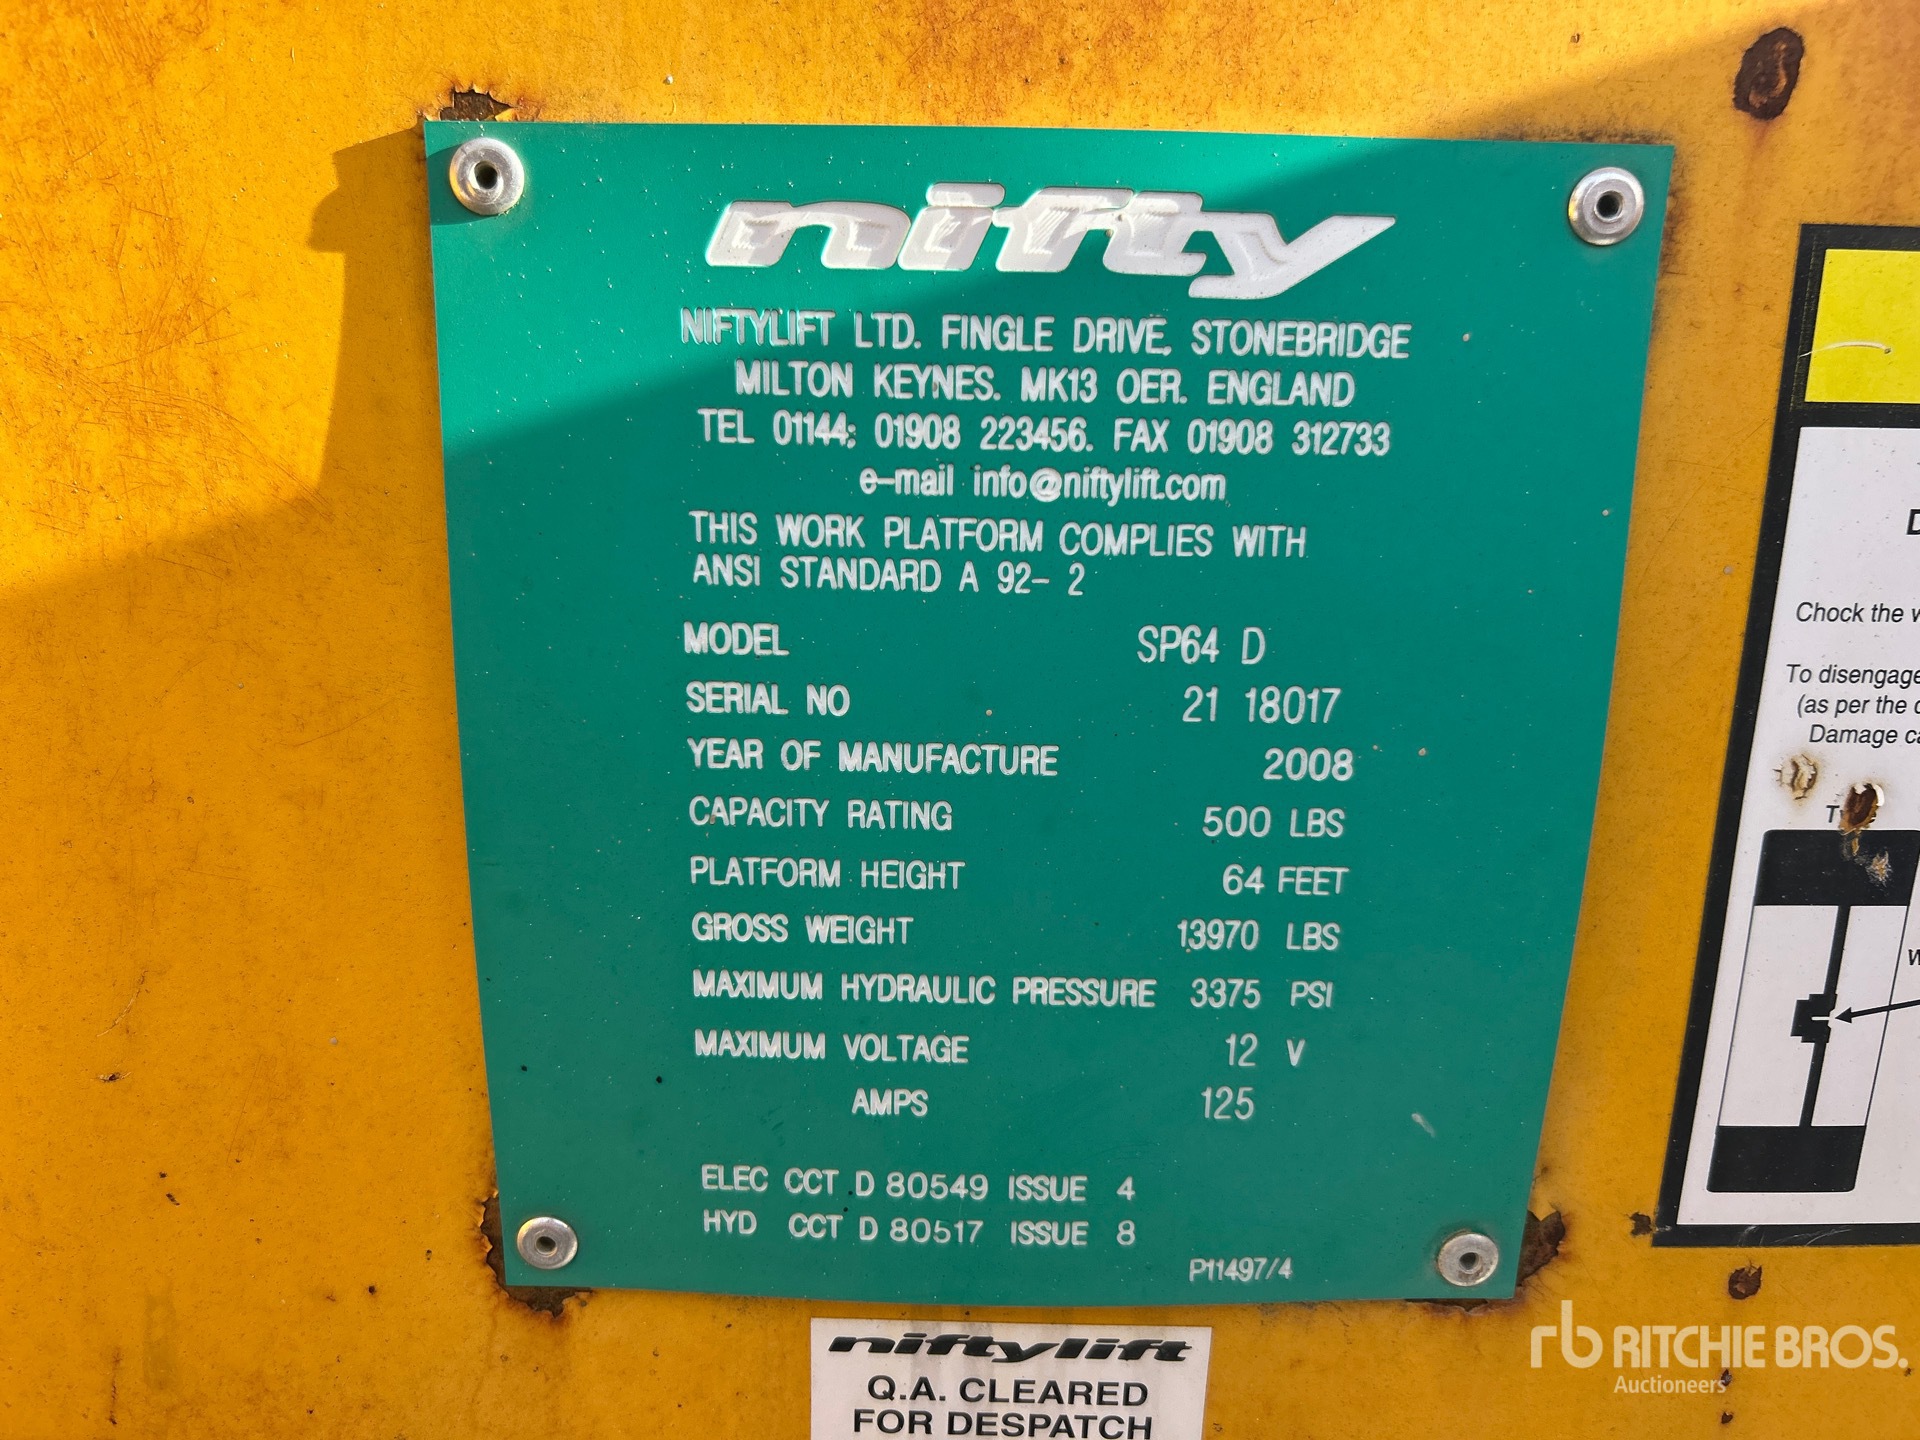 nifty
NIFTYLIFT LTD. FINGLE DRIVE, STONEBRIDGE
MILTON KEYNES. MK13 OER. ENGLAND
TEL 01144: 01908 223456. FAX 01908 312733
e-mail info@niftylift.com
THIS WORK PLATFORM COMPLIES WITH
ANSI STANDARD A 92- 2
MODEL SP64 D
SERIAL NO 21 18017
YEAR OF MANUFACTURE 2008
CAPACITY RATING 500 LBS
PLATFORM HEIGHT 64 FEET
GROSS WEIGHT 13970 LBS
MAXIMUM HYDRAULIC PRESSURE 3375 PSI
MAXIMUM VOLTAGE 12 V
AMPS 125
ELEC CCT D 80549 ISSUE 4
HYD CCT D 80517 ISSUE 8
P11497/4
niftylift
Q.A. CLEARED
FOR DESPATCH
Chock the
To disengage
(as per the
Damage
rb RITCHIE BROS.
Auctioneers